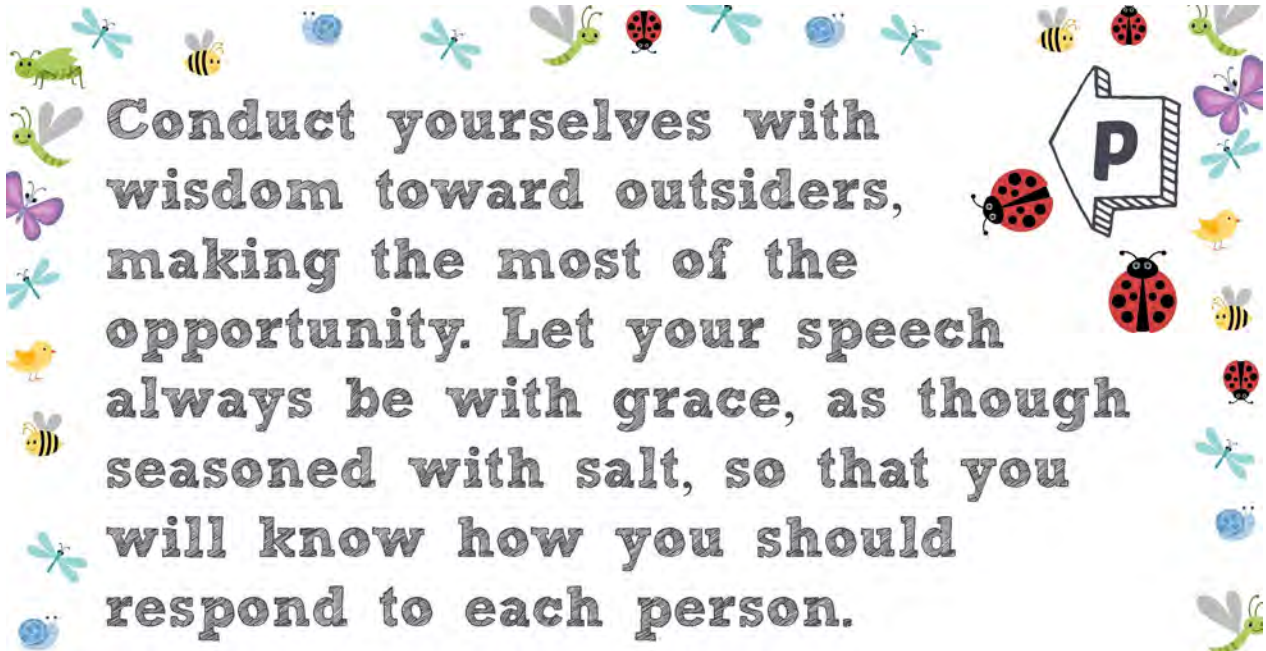 Conduct yourselves with
wisdom toward outsiders,
making the most of the
opportunity. Let your speech
always be with grace, as though
seasoned with salt, so that you
will know how you should
respond to each person.
P